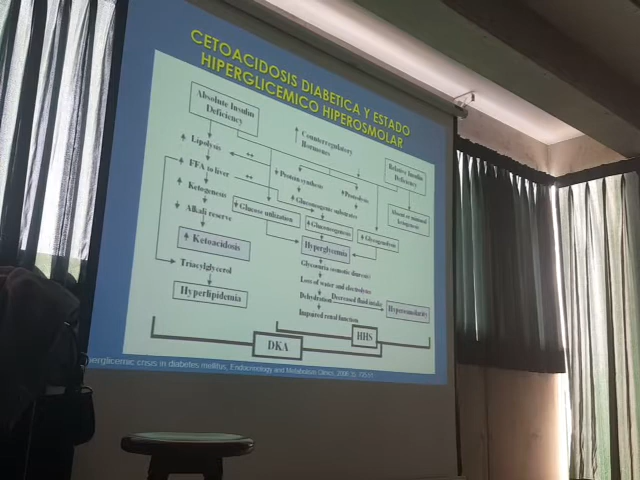 CETOACIDOSIS DIABETICA Y ESTADO
HIPERGLICEMICO HIPEROSMOLAR
Absolute Insulin
Deficiency
Counterregulatory
Hormones
Relative Insulin
Deficiency
Lipolysis
FFA to liver
Ketogenesis
Alkali reserve
Ketoacidosis
Triacylglycerol
Hyperlipidemia
++
++
Protein synthesis
Proteolysis
Gluconeogenic substrates
Absent or minimal
ketogenesis
Glucose utilization
Gluconeogenesis
Glycogenolysis
Hyperglycemia
Glycosuria (osmotic diuresis)
Loss of water and electrolytes
Dehydration
Decreased fluid intake
Hyperosmolarity
Impaired renal function
DKA
HHS
perglicemic crisis in diabetes mellitus, Endocrinology and Metabolism Clinics, 2006